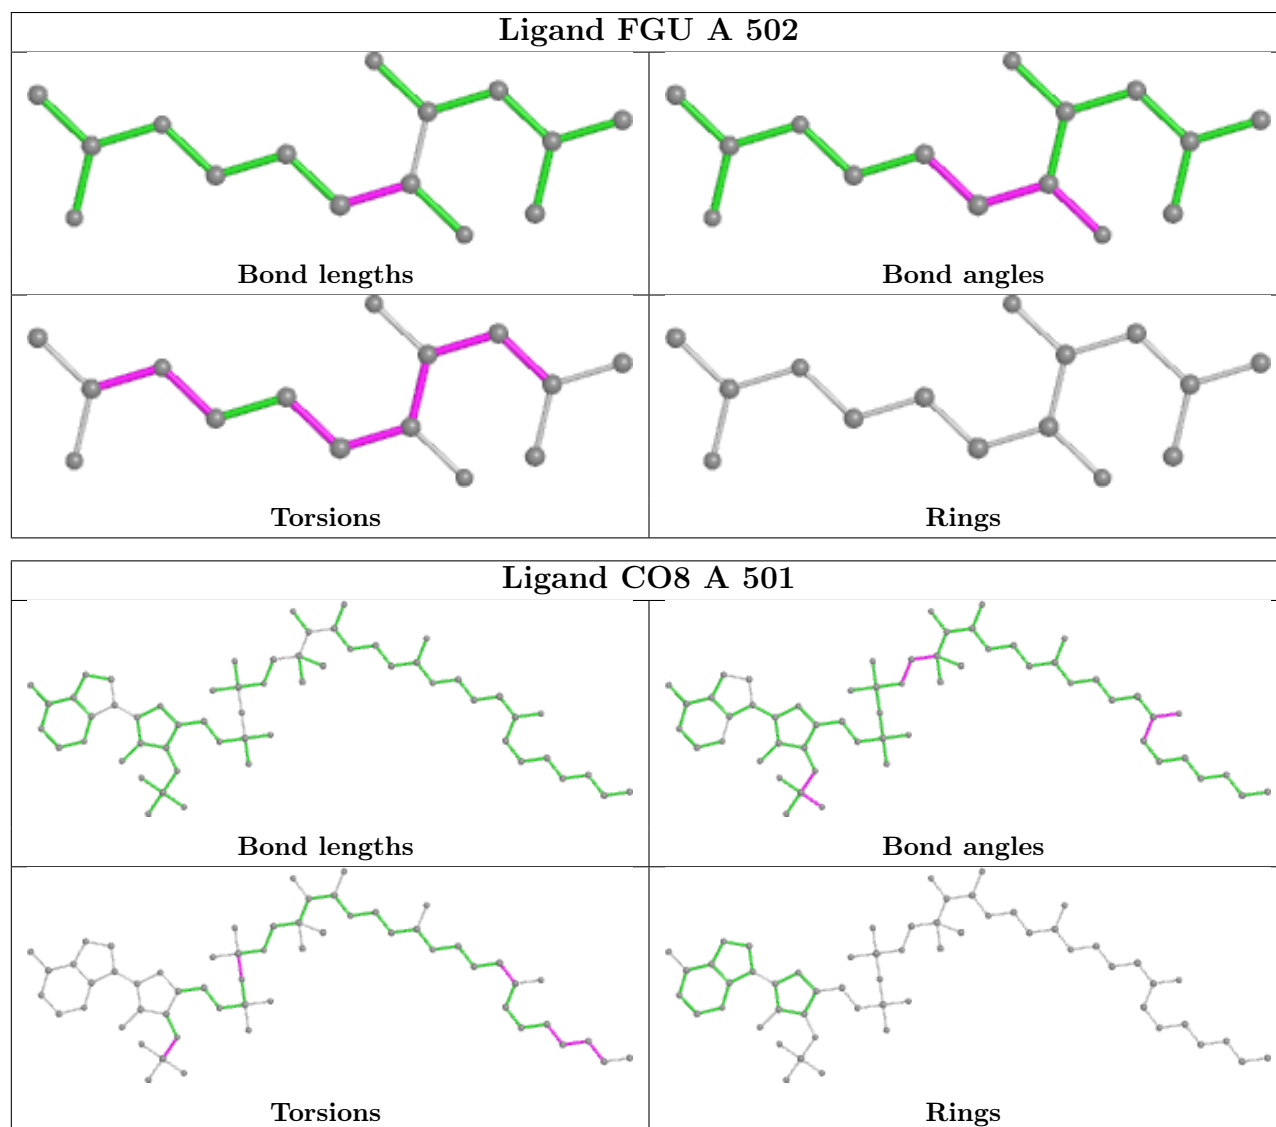 Ligand FGU A 502
Bond lengths
Bond angles
Torsions
Rings
Ligand CO8 A 501
Bond lengths
Bond angles
Torsions
Rings